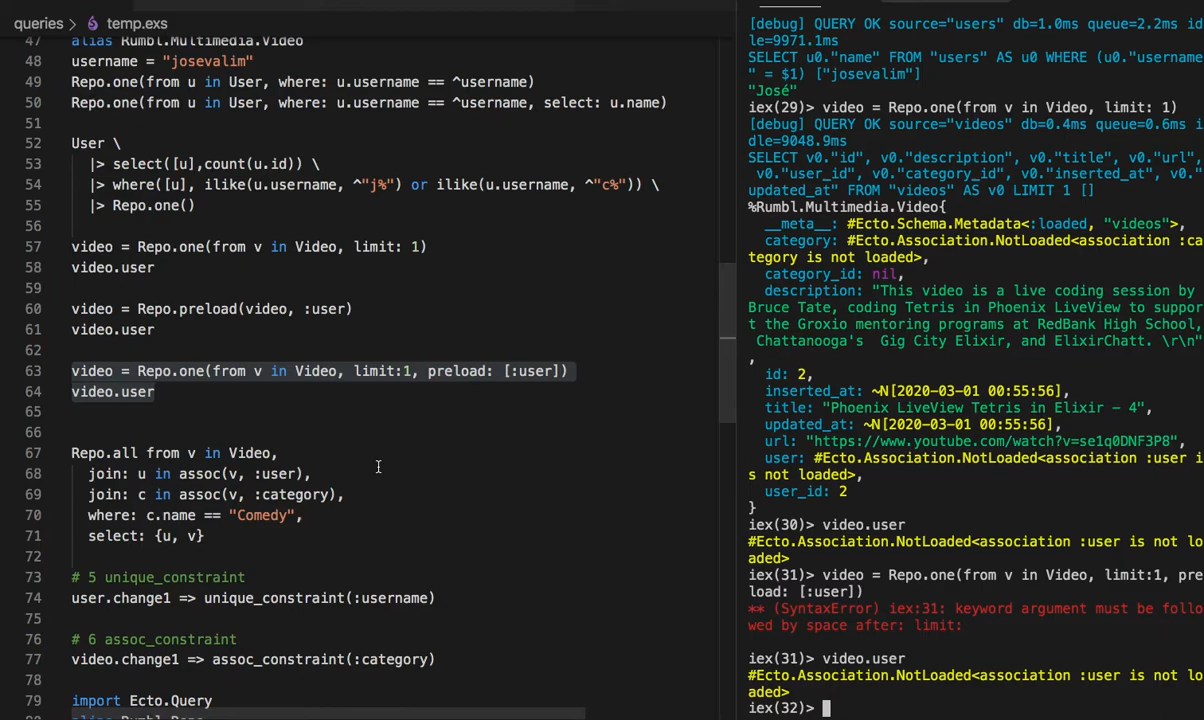 queries > temp.exs
47 alias Rumbl.Multimedia.Video
48 username = "josevalim"
49 Repo.one(from u in User, where: u.username == ^username)
50 Repo.one(from u in User, where: u.username == ^username, select: u.name)
51
52 User \
53 |> select([u],count(u.id)) \
54 |> where([u], ilike(u.username, ^"j%") or ilike(u.username, ^"c%")) \
55 |> Repo.one()
56
57 video = Repo.one(from v in Video, limit: 1)
58 video.user
59
60 video = Repo.preload(video, :user)
61 video.user
62
63 video = Repo.one(from v in Video, limit:1, preload: [:user])
64 video.user
65
66
67 Repo.all from v in Video,
68 join: u in assoc(v, :user),
69 join: c in assoc(v, :category),
70 where: c.name == "Comedy",
71 select: {u, v}
72
73 # 5 unique_constraint
74 user.change1 => unique_constraint(:username)
75
76 # 6 assoc_constraint
77 video.change1 => assoc_constraint(:category)
78
79 import Ecto.Query
[debug] QUERY OK source="users" db=1.0ms queue=2.2ms id
le=9971.1ms
SELECT u0."name" FROM "users" AS u0 WHERE (u0."username
" = $1) ["josevalim"]
"José"
iex(29)> video = Repo.one(from v in Video, limit: 1)
[debug] QUERY OK source="videos" db=0.4ms queue=0.6ms i
dle=9048.9ms
SELECT v0."id", v0."description", v0."title", v0."url",
v0."user_id", v0."category_id", v0."inserted_at", v0."
updated_at" FROM "videos" AS v0 LIMIT 1 []
%Rumbl.Multimedia.Video{
__meta__: #Ecto.Schema.Metadata<:loaded, "videos">,
category: #Ecto.Association.NotLoaded<association :ca
tegory is not loaded>,
category_id: nil,
description: "This video is a live coding session by
Bruce Tate, coding Tetris in Phoenix LiveView to suppor
t the Groxio mentoring programs at RedBank High School,
Chattanooga's  Gig City Elixir, and ElixirChatt. \r\n"
,
id: 2,
inserted_at: ~N[2020-03-01 00:55:56],
title: "Phoenix LiveView Tetris in Elixir - 4",
updated_at: ~N[2020-03-01 00:55:56],
url: "https://www.youtube.com/watch?v=se1q0DNF3P8",
user: #Ecto.Association.NotLoaded<association :user i
s not loaded>,
user_id: 2
}
iex(30)> video.user
#Ecto.Association.NotLoaded<association :user is not lo
aded>
iex(31)> video = Repo.one(from v in Video, limit:1, pre
load: [:user])
** (SyntaxError) iex:31: keyword argument must be follo
wed by space after: limit:
iex(31)> video.user
#Ecto.Association.NotLoaded<association :user is not lo
aded>
iex(32)>